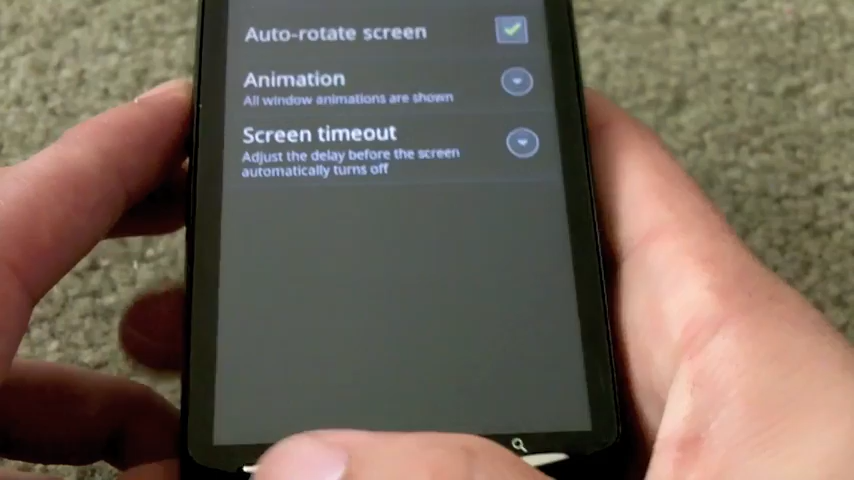 Auto-rotate screen
Animation
All window animations are shown
Screen timeout
Adjust the delay before the screen
automatically turns off